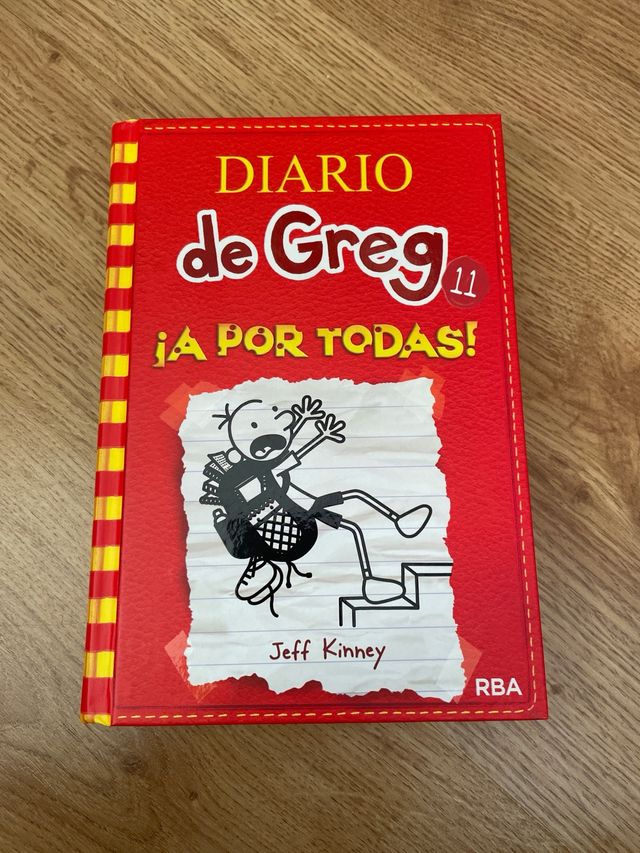 DIARIO
de Greg 11
¡A POR TODAS!
Jeff Kinney
RBA